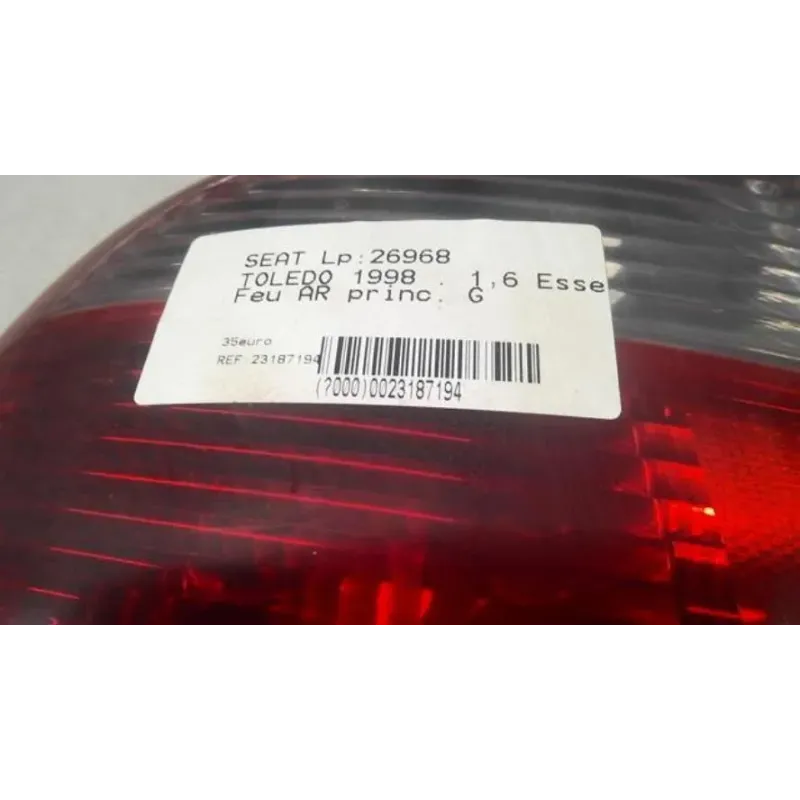 SEAT Lp:26968
TOLEDO 1998 . 1,6 Esse
Feu AR princ. G
35euro
REF 23187194
(?000)0023187194